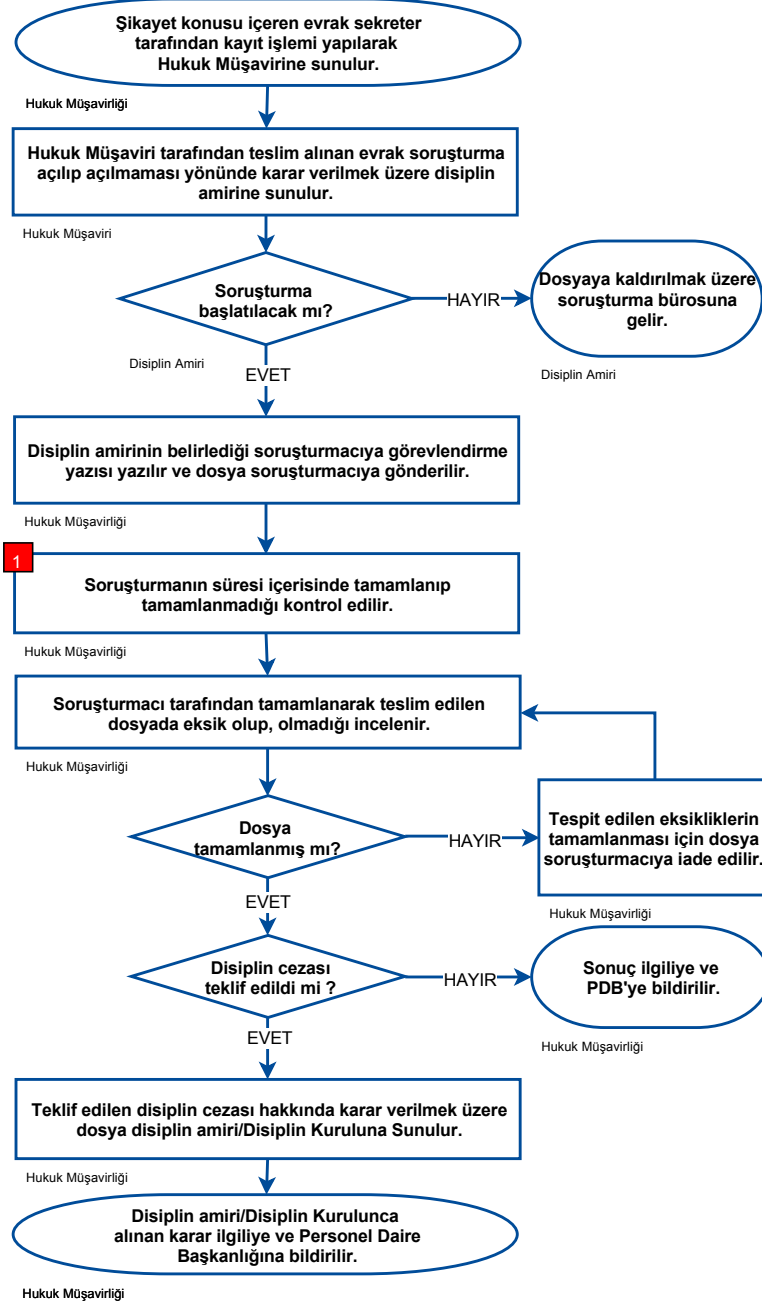 Şikayet konusu içeren evrak sekreter
tarafından kayıt işlemi yapılarak
Hukuk Müşavirine sunulur.
Hukuk Müşavirliği
Hukuk Müşaviri tarafından teslim alınan evrak soruşturma
açılıp açılmaması yönünde karar verilmek üzere disiplin
amirine sunulur.
Hukuk Müşaviri
Soruşturma
başlatılacak mı?
HAYIR
Dosyaya kaldırılmak üzere
soruşturma bürosuna
gelir.
Disiplin Amiri
Disiplin Amiri
EVET
Disiplin amirinin belirlediği soruşturmacıya görevlendirme
yazısı yazılır ve dosya soruşturmacıya gönderilir.
Hukuk Müşavirliği
1
Soruşturmanın süresi içerisinde tamamlanıp
tamamlanmadığı kontrol edilir.
Hukuk Müşavirliği
Soruşturmacı tarafından tamamlanarak teslim edilen
dosyada eksik olup, olmadığı incelenir.
Hukuk Müşavirliği
Dosya
tamamlanmış mı?
HAYIR
Tespit edilen eksikliklerin
tamamlanması için dosya
soruşturmacıya iade edilir.
Hukuk Müşavirliği
EVET
Disiplin cezası
teklif edildi mi ?
HAYIR
Sonuç ilgiliye ve
PDB'ye bildirilir.
Hukuk Müşavirliği
EVET
Teklif edilen disiplin cezası hakkında karar verilmek üzere
dosya disiplin amiri/Disiplin Kuruluna Sunulur.
Hukuk Müşavirliği
Disiplin amiri/Disiplin Kurulunca
alınan karar ilgiliye ve Personel Daire
Başkanlığına bildirilir.
Hukuk Müşavirliği